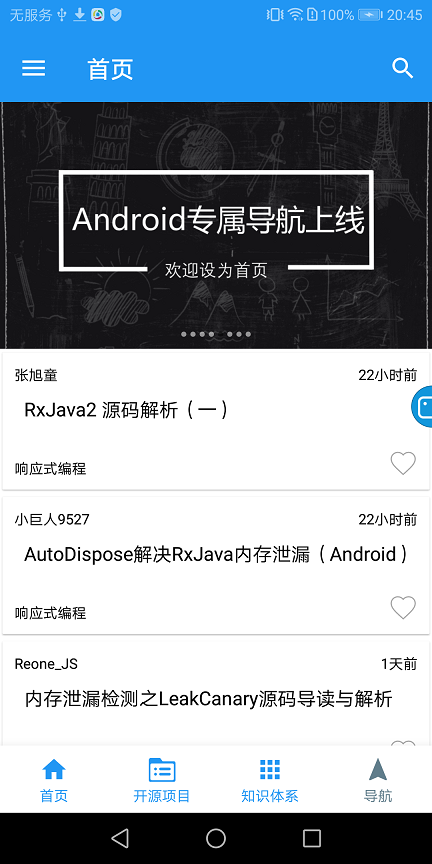 无服务 100% 20:45
首页
Android专属导航上线
欢迎设为首页
张旭童 22小时前
RxJava2 源码解析（一）
响应式编程
小巨人9527 22小时前
AutoDispose解决RxJava内存泄漏（Android）
响应式编程
Reone_JS 1天前
内存泄漏检测之LeakCanary源码导读与解析
首页 开源项目 知识体系 导航